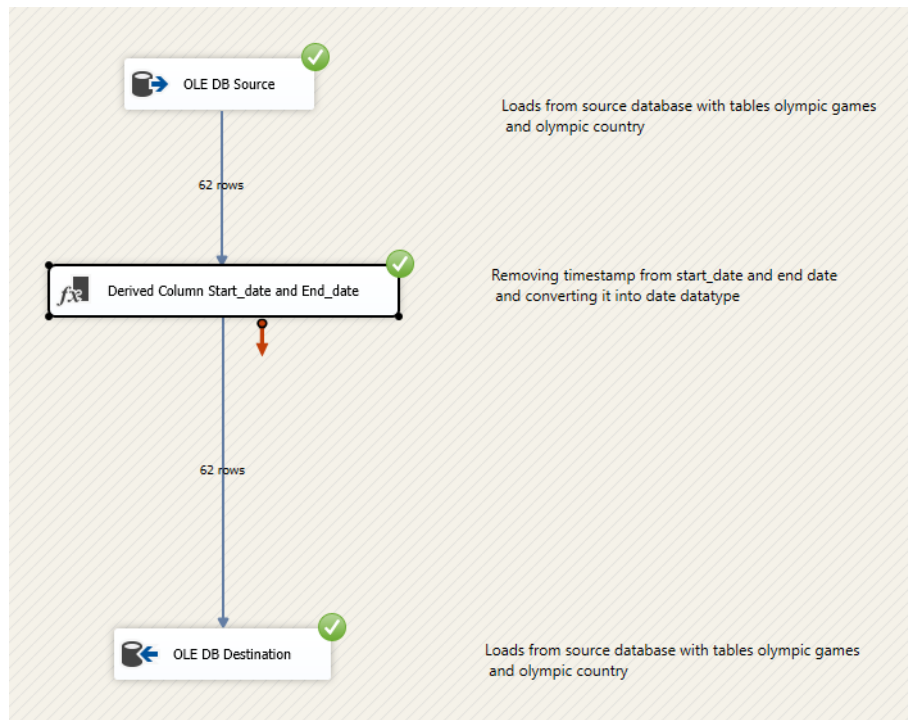 OLE DB Source
Loads from source database with tables olympic games
and olympic country
62 rows
Removing timestamp from start_date and end date
and converting it into date datatype
fx
Derived Column Start_date and End_date
62 rows
OLE DB Destination
Loads from source database with tables olympic games
and olympic country